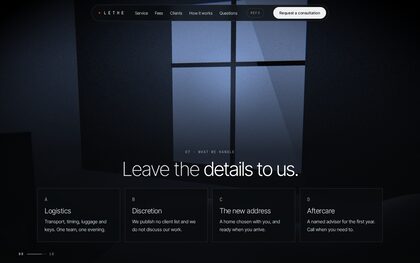 LETHE
Service Fees Clients How it works Questions
Request a consultation
07 · WHAT WE HANDLE
Leave the details to us.
A
Logistics
Transport, timing, luggage and
keys. One team, one evening.
B
Discretion
We publish no client list and we
do not discuss our work.
C
The new address
A home chosen with you, and
ready when you arrive.
D
Aftercare
A named adviser for the first year.
Call when you need to.